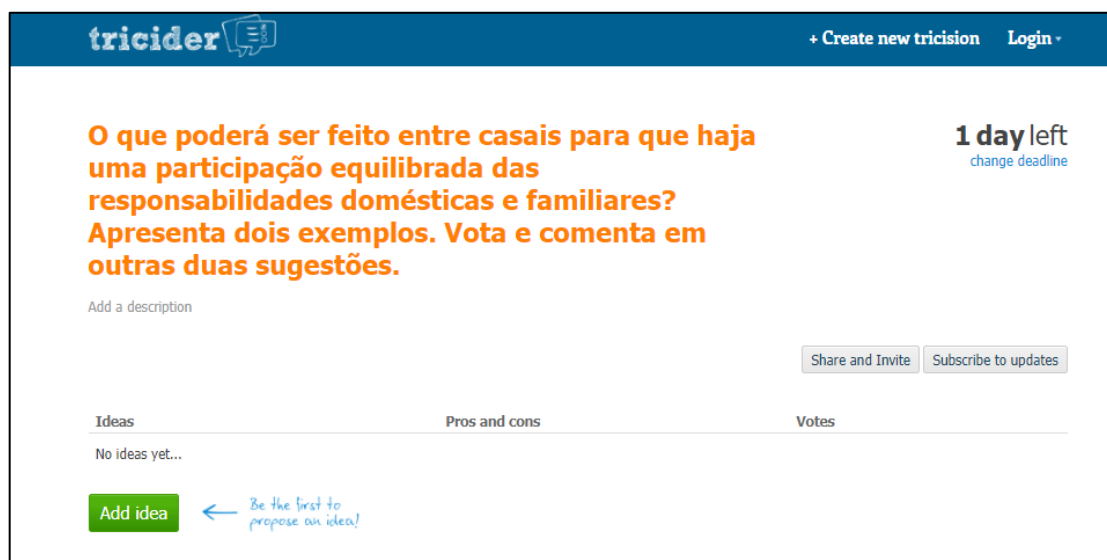 tricider
+ Create new tricision Login
O que poderá ser feito entre casais para que haja
uma participação equilibrada das
responsabilidades domésticas e familiares?
Apresenta dois exemplos. Vota e comenta em
outras duas sugestões.
1 day left
change deadline
Add a description
Share and Invite Subscribe to updates
Ideas Pros and cons Votes
No ideas yet...
Add idea
Be the first to
propose an idea!